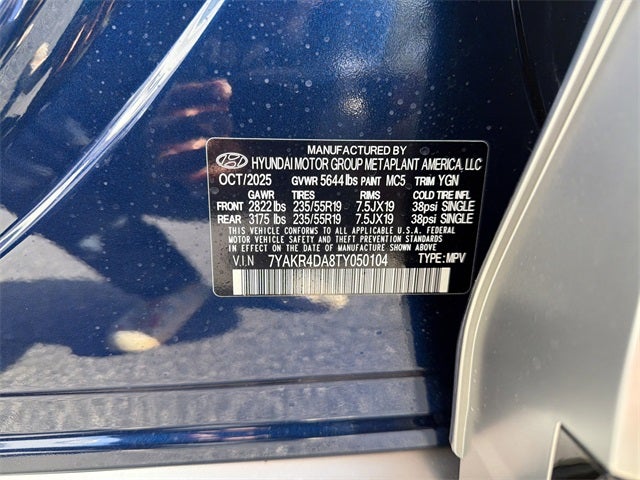 MANUFACTURED BY
HYUNDAI MOTOR GROUP METAPLANT AMERICA, LLC
OCT/2025 GVWR 5644 lbs PAINT MC5 TRIM YGN
GAWR TIRES RIMS COLD TIRE INFL
FRONT 2822 lbs 235/55R19 7.5JX19 38psi SINGLE
REAR 3175 lbs 235/55R19 7.5JX19 38psi SINGLE
THIS VEHICLE CONFORMS TO ALL APPLICABLE U.S.A. FEDERAL
MOTOR VEHICLE SAFETY AND THEFT PREVENTION STANDARDS
IN EFFECT ON THE DATE OF MANUFACTURE SHOWN ABOVE.
V.I.N 7YAKR4DA8TY050104 TYPE: MPV